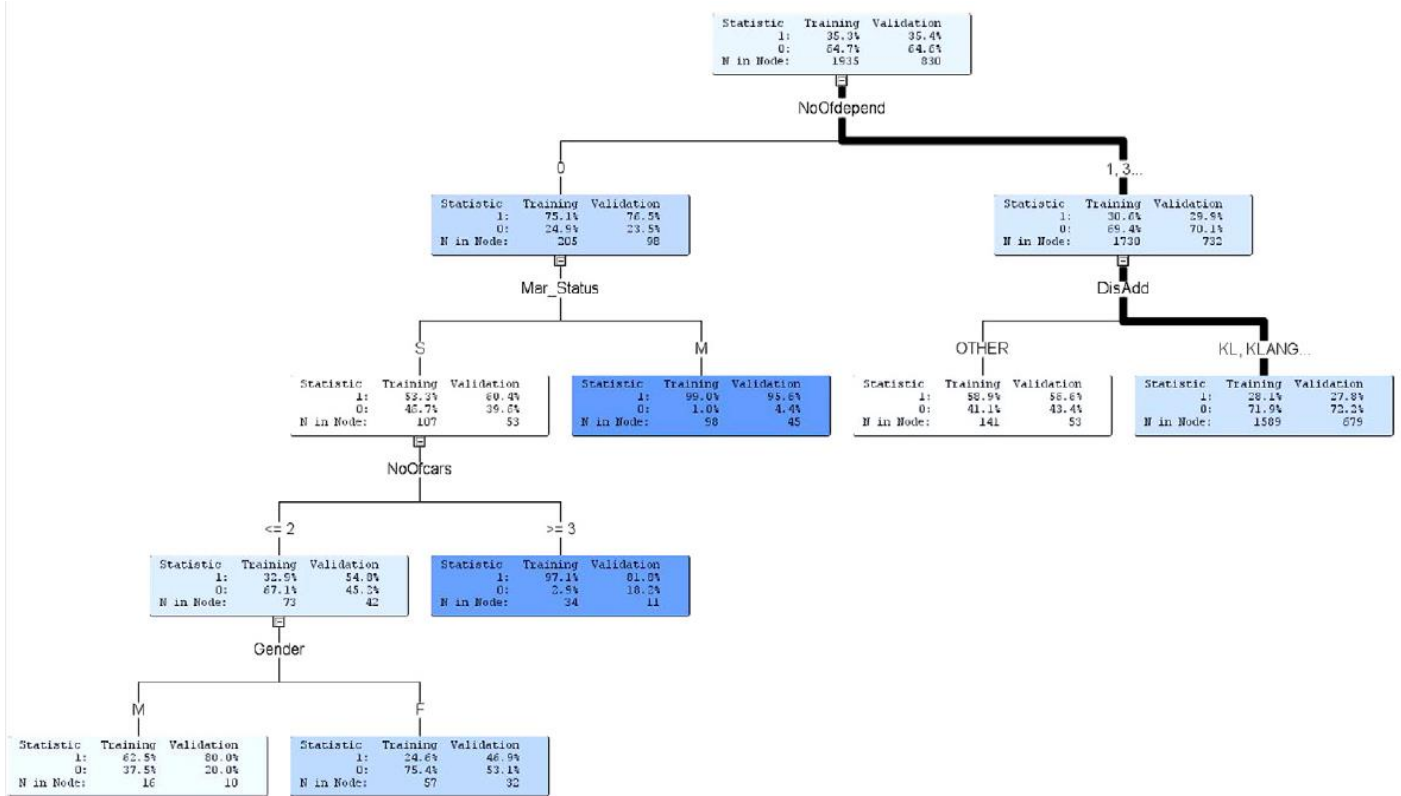 Statistic Training Validation
1: 35.3% 35.4%
0: 64.7% 64.6%
N in Node: 1935 830
NoOfdepend
0
1, 3...
Statistic Training Validation
1: 75.1% 76.5%
0: 24.9% 23.5%
N in Node: 205 98
Statistic Training Validation
1: 30.6% 29.9%
0: 69.4% 70.1%
N in Node: 1730 732
Mar_Status
DisAdd
S
M
OTHER
KL, KLANG...
Statistic Training Validation
1: 53.3% 60.4%
0: 46.7% 39.6%
N in Node: 107 53
Statistic Training Validation
1: 99.0% 95.6%
0: 1.0% 4.4%
N in Node: 98 45
Statistic Training Validation
1: 58.9% 56.6%
0: 41.1% 43.4%
N in Node: 141 53
Statistic Training Validation
1: 28.1% 27.8%
0: 71.9% 72.2%
N in Node: 1589 679
NoOfcars
<= 2
>= 3
Statistic Training Validation
1: 32.9% 54.8%
0: 67.1% 45.2%
N in Node: 73 42
Statistic Training Validation
1: 97.1% 81.8%
0: 2.9% 18.2%
N in Node: 34 11
Gender
M
F
Statistic Training Validation
1: 62.5% 80.0%
0: 37.5% 20.0%
N in Node: 16 10
Statistic Training Validation
1: 24.6% 46.9%
0: 75.4% 53.1%
N in Node: 57 32